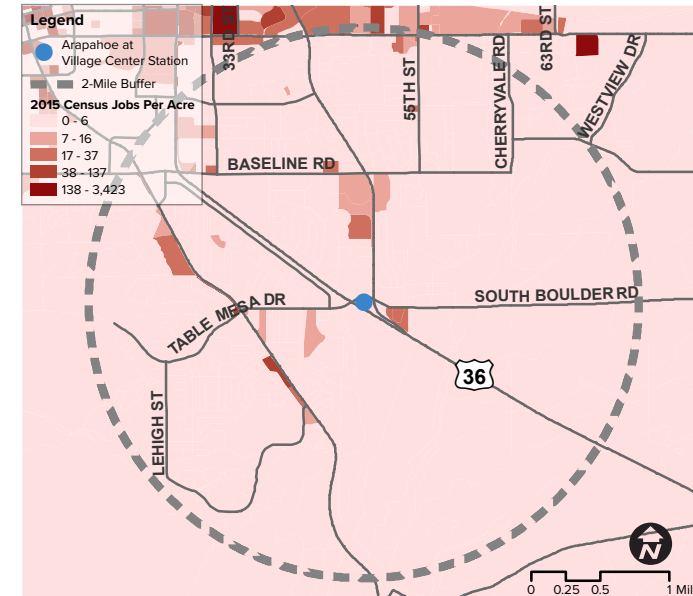 Legend
Arapahoe at
Village Center Station
2-Mile Buffer
2015 Census Jobs Per Acre
0 - 6
7 - 16
17 - 37
38 - 137
138 - 3,423
33RD ST
55TH ST
CHERRYVALE RD
63RD ST
WESTVIEW DR
BASELINE RD
TABLE MESA DR
SOUTH BOULDER RD
36
LEHIGH ST
N
0 0.25 0.5 1 Mil